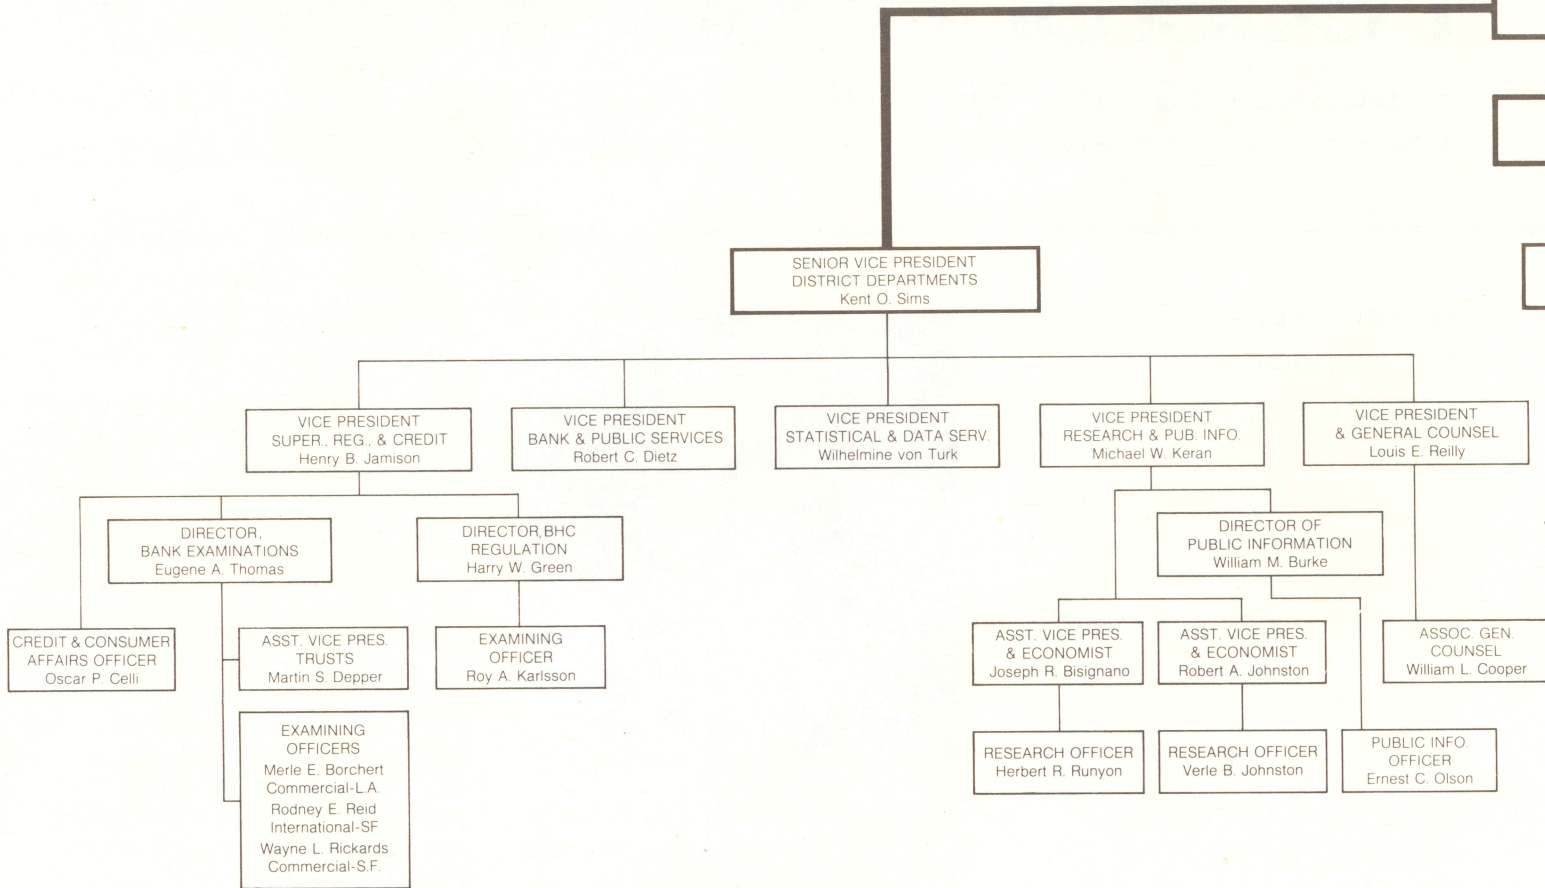 SENIOR VICE PRESIDENT
DISTRICT DEPARTMENTS
Kent O. Sims
VICE PRESIDENT
SUPER., REG., & CREDIT
Henry B. Jamison
VICE PRESIDENT
BANK & PUBLIC SERVICES
Robert C. Dietz
VICE PRESIDENT
STATISTICAL & DATA SERV.
Wilhelmine von Turk
VICE PRESIDENT
RESEARCH & PUB. INFO.
Michael W. Keran
VICE PRESIDENT
& GENERAL COUNSEL
Louis E. Reilly
DIRECTOR,
BANK EXAMINATIONS
Eugene A. Thomas
DIRECTOR, BHC
REGULATION
Harry W. Green
DIRECTOR OF
PUBLIC INFORMATION
William M. Burke
CREDIT & CONSUMER
AFFAIRS OFFICER
Oscar P. Celli
ASST. VICE PRES.
TRUSTS
Martin S. Depper
EXAMINING
OFFICER
Roy A. Karlsson
ASST. VICE PRES.
& ECONOMIST
Joseph R. Bisignano
ASST. VICE PRES.
& ECONOMIST
Robert A. Johnston
ASSOC. GEN.
COUNSEL
William L. Cooper
EXAMINING
OFFICERS
Merle E. Borchert
Commercial-L.A.
Rodney E. Reid
International-SF
Wayne L. Rickards
Commercial-S.F.
RESEARCH OFFICER
Herbert R. Runyon
RESEARCH OFFICER
Verle B. Johnston
PUBLIC INFO.
OFFICER
Ernest C. Olson